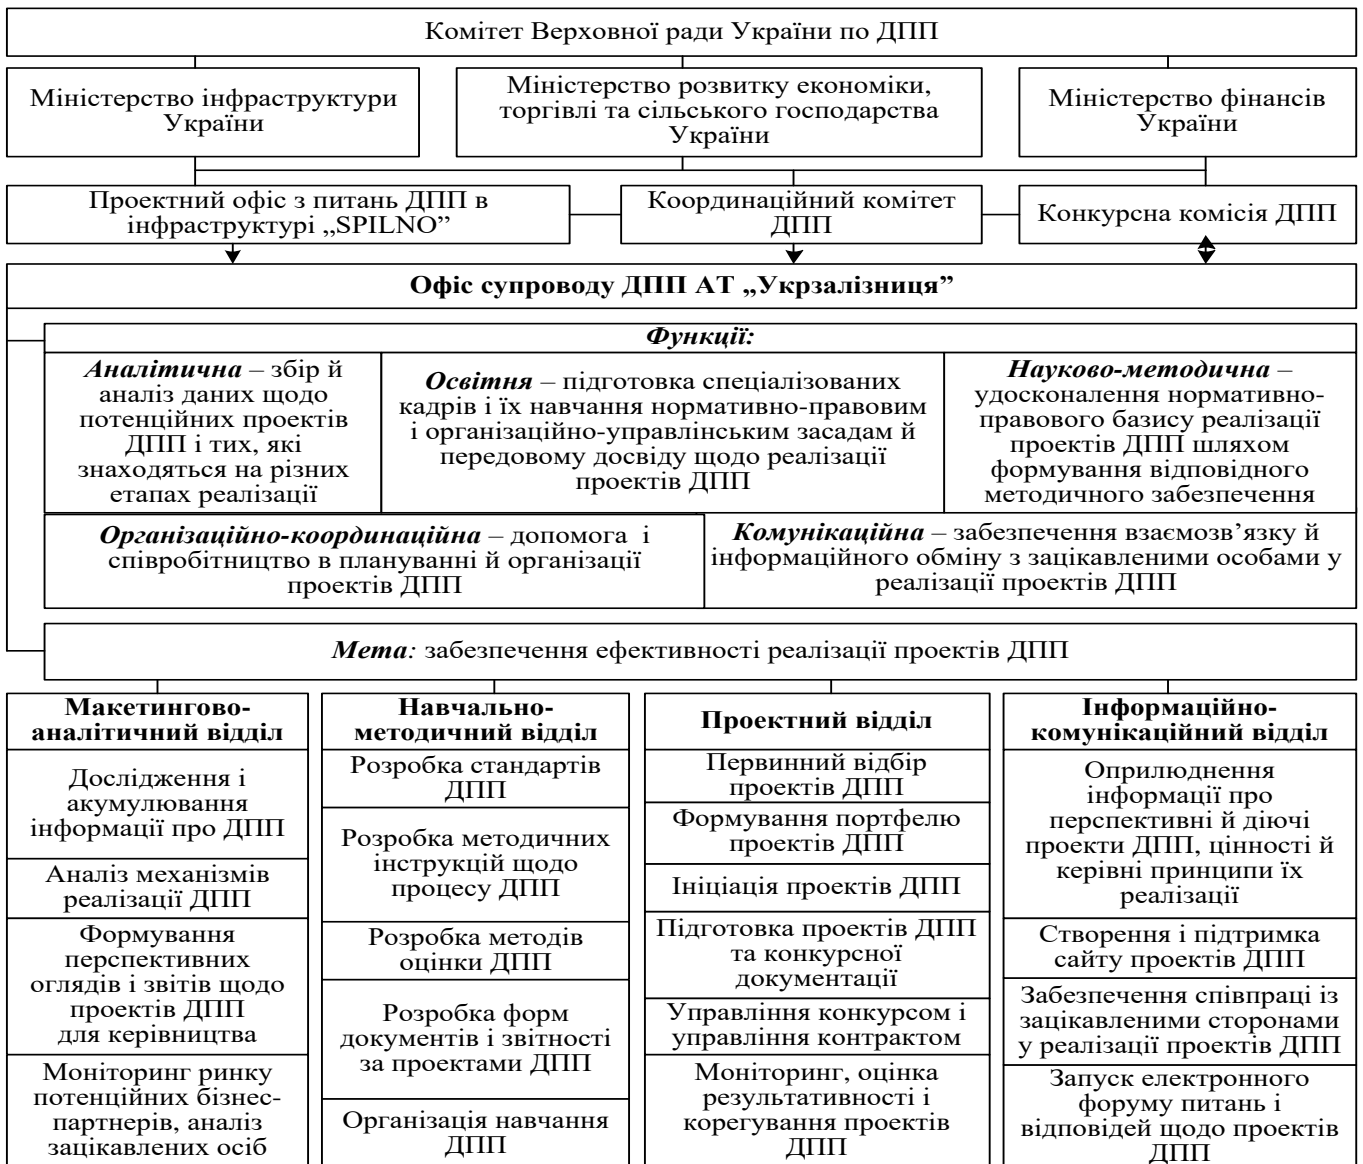 Комітет Верховної ради України по ДПП
Міністерство інфраструктури
України
Міністерство розвитку економіки,
торгівлі та сільського господарства
України
Міністерство фінансів
України
Проектний офіс з питань ДПП в
інфраструктурі „SPILNO”
Координаційний комітет
ДПП
Конкурсна комісія ДПП
Офіс супроводу ДПП АТ „Укрзалізниця”
Функції:
Аналітична – збір й
аналіз даних щодо
потенційних проектів
ДПП і тих, які
знаходяться на різних
етапах реалізації
Освітня – підготовка спеціалізованих
кадрів і їх навчання нормативно-правовим
і організаційно-управлінським засадам й
передовому досвіду щодо реалізації
проектів ДПП
Науково-методична –
удосконалення нормативно-
правового базису реалізації
проектів ДПП шляхом
формування відповідного
методичного забезпечення
Організаційно-координаційна – допомога і
співробітництво в плануванні й організації
проектів ДПП
Комунікаційна – забезпечення взаємозв’язку й
інформаційного обміну з зацікавленими особами у
реалізації проектів ДПП
Мета: забезпечення ефективності реалізації проектів ДПП
Макетингово-
аналітичний відділ
Дослідження і
акумулювання
інформації про ДПП
Аналіз механізмів
реалізації ДПП
Формування
перспективних
оглядів і звітів щодо
проектів ДПП
для керівництва
Моніторинг ринку
потенційних бізнес-
партнерів, аналіз
зацікавлених осіб
Навчально-
методичний відділ
Розробка стандартів
ДПП
Розробка методичних
інструкцій щодо
процесу ДПП
Розробка методів
оцінки ДПП
Розробка форм
документів і звітності
за проектами ДПП
Організація навчання
ДПП
Проектний відділ
Первинний відбір
проектів ДПП
Формування портфелю
проектів ДПП
Ініціація проектів ДПП
Підготовка проектів ДПП
та конкурсної
документації
Управління конкурсом і
управління контрактом
Моніторинг, оцінка
результативності і
корегування проектів
ДПП
Інформаційно-
комунікаційний відділ
Оприлюднення
інформації про
перспективні й діючі
проекти ДПП, цінності й
керівні принципи їх
реалізації
Створення і підтримка
сайту проектів ДПП
Забезпечення співпраці із
зацікавленими сторонами
у реалізації проектів ДПП
Запуск електронного
форуму питань і
відповідей щодо проектів
ДПП